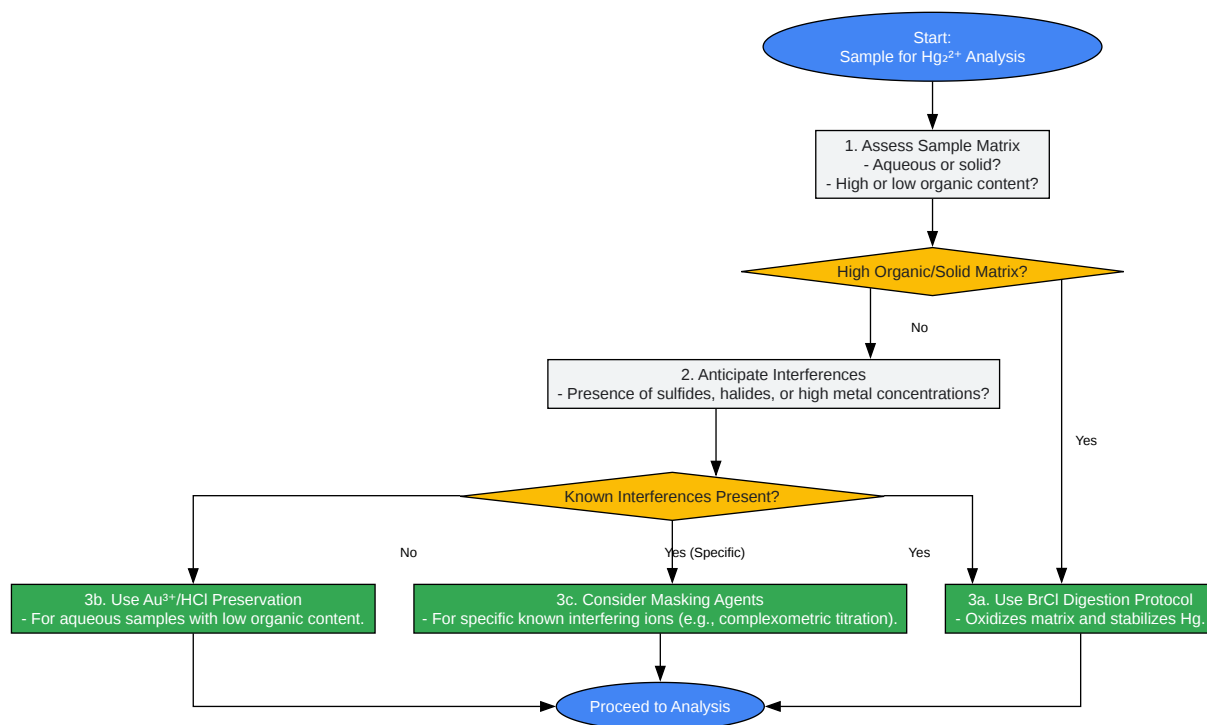 Start:
Sample for Hg₂²⁺ Analysis
1. Assess Sample Matrix
- Aqueous or solid?
- High or low organic content?
High Organic/Solid Matrix?
No
2. Anticipate Interferences
- Presence of sulfides, halides, or high metal concentrations?
Yes
Known Interferences Present?
No
Yes (Specific)
Yes
3b. Use Au³⁺/HCl Preservation
- For aqueous samples with low organic content.
3c. Consider Masking Agents
- For specific known interfering ions (e.g., complexometric titration).
3a. Use BrCl Digestion Protocol
- Oxidizes matrix and stabilizes Hg.
Proceed to Analysis